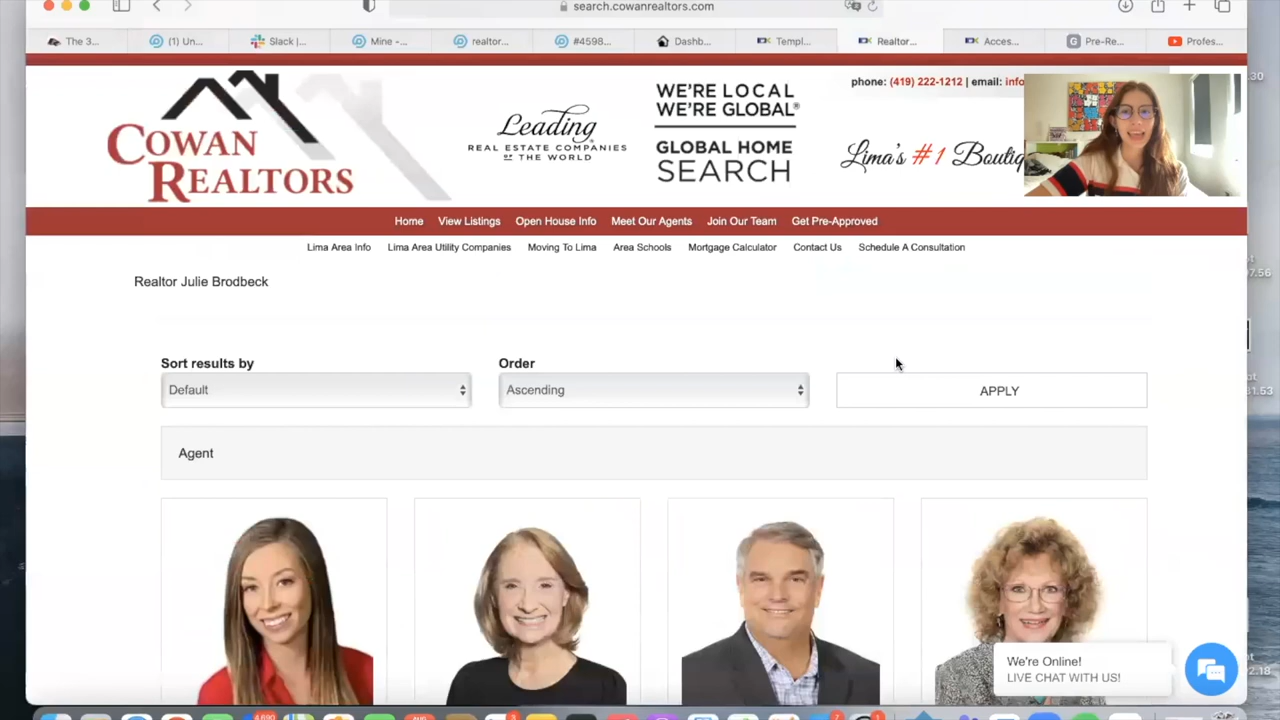 search.cowanrealtors.com
The 3...
(1) Un...
Slack |...
Mine -...
realtor...
#4598...
Dashb...
Templ...
Realtor...
Acces...
Pre-Re...
Profes...
COWAN
REALTORS
Leading
REAL ESTATE COMPANIES
OF THE WORLD
WE'RE LOCAL
WE'RE GLOBAL®
GLOBAL HOME
SEARCH
phone: (419) 222-1212 | email: info
Lima's #1 Boutiq
Home View Listings Open House Info Meet Our Agents Join Our Team Get Pre-Approved
Lima Area Info Lima Area Utility Companies Moving To Lima Area Schools Mortgage Calculator Contact Us Schedule A Consultation
Realtor Julie Brodbeck
Sort results by
Default
Order
Ascending
APPLY
Agent
We're Online!
LIVE CHAT WITH US!